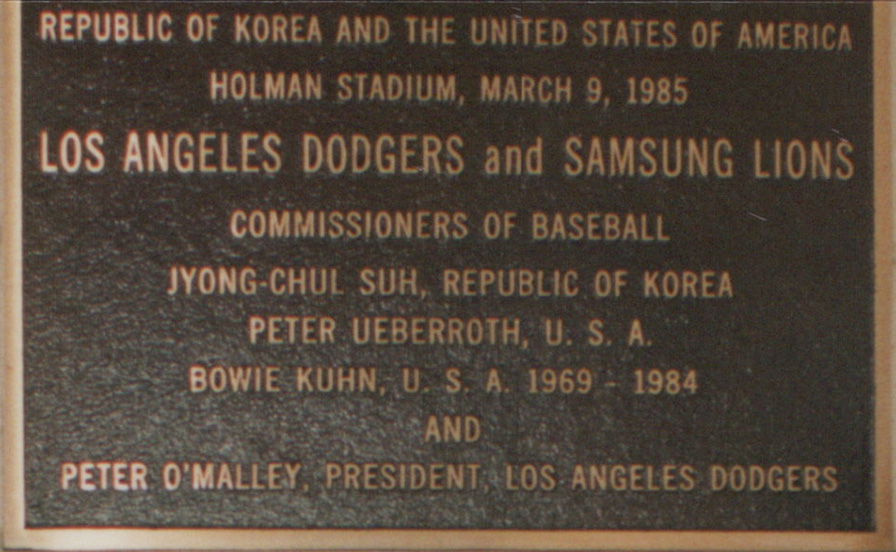 REPUBLIC OF KOREA AND THE UNITED STATES OF AMERICA
HOLMAN STADIUM, MARCH 9, 1985
LOS ANGELES DODGERS and SAMSUNG LIONS
COMMISSIONERS OF BASEBALL
JYONG-CHUL SUH, REPUBLIC OF KOREA
PETER UEBERROTH, U. S. A.
BOWIE KUHN, U. S. A. 1969 - 1984
AND
PETER O'MALLEY, PRESIDENT, LOS ANGELES DODGERS